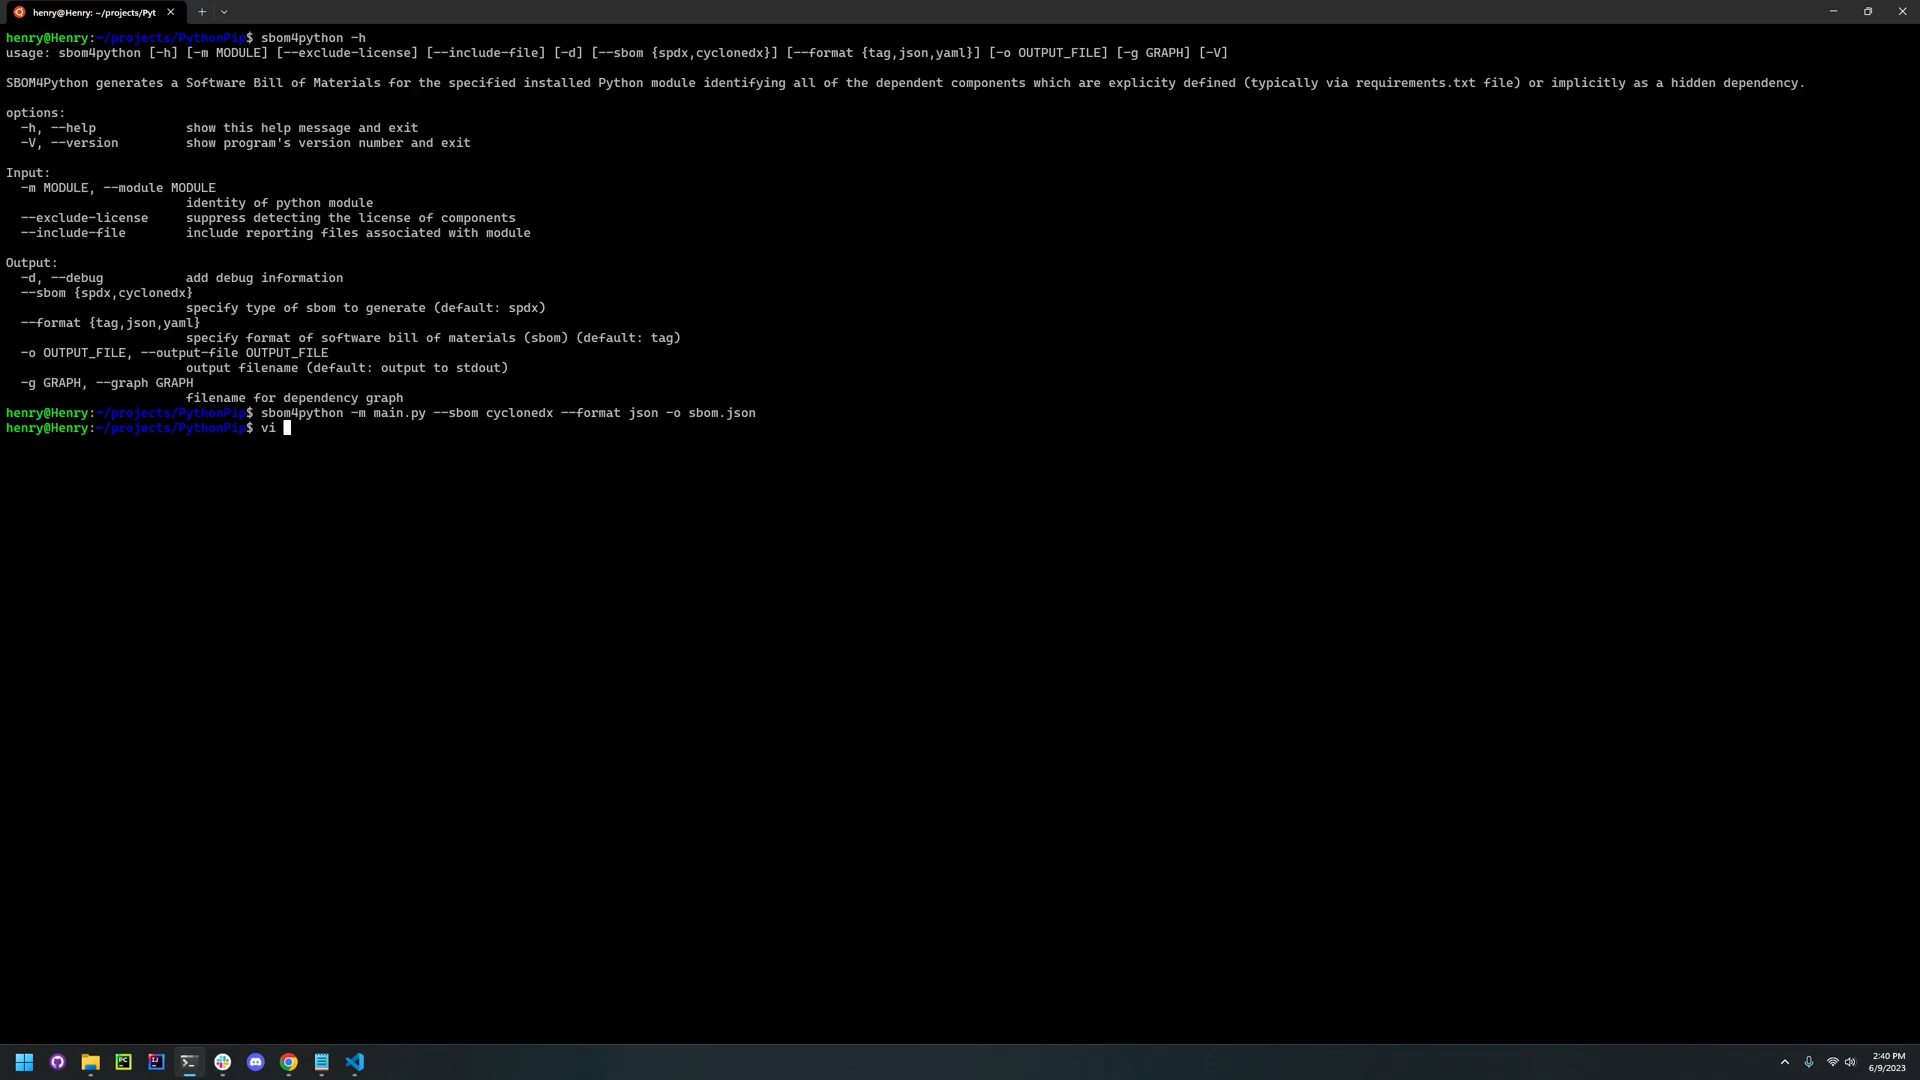 henry@Henry: ~/projects/Pyt
henry@Henry:~/projects/PythonPip$ sbom4python -h
usage: sbom4python [-h] [-m MODULE] [--exclude-license] [--include-file] [-d] [--sbom {spdx,cyclonedx}] [--format {tag,json,yaml}] [-o OUTPUT_FILE] [-g GRAPH] [-V]
SBOM4Python generates a Software Bill of Materials for the specified installed Python module identifying all of the dependent components which are explicity defined (typically via requirements.txt file) or implicitly as a hidden dependency.
options:
-h, --help show this help message and exit
-V, --version show program's version number and exit
Input:
-m MODULE, --module MODULE
identity of python module
--exclude-license suppress detecting the license of components
--include-file include reporting files associated with module
Output:
-d, --debug add debug information
--sbom {spdx,cyclonedx}
specify type of sbom to generate (default: spdx)
--format {tag,json,yaml}
specify format of software bill of materials (sbom) (default: tag)
-o OUTPUT_FILE, --output-file OUTPUT_FILE
output filename (default: output to stdout)
-g GRAPH, --graph GRAPH
filename for dependency graph
henry@Henry:~/projects/PythonPip$ sbom4python -m main.py --sbom cyclonedx --format json -o sbom.json
henry@Henry:~/projects/PythonPip$ vi
PC
IJ
2:40 PM
6/9/2023